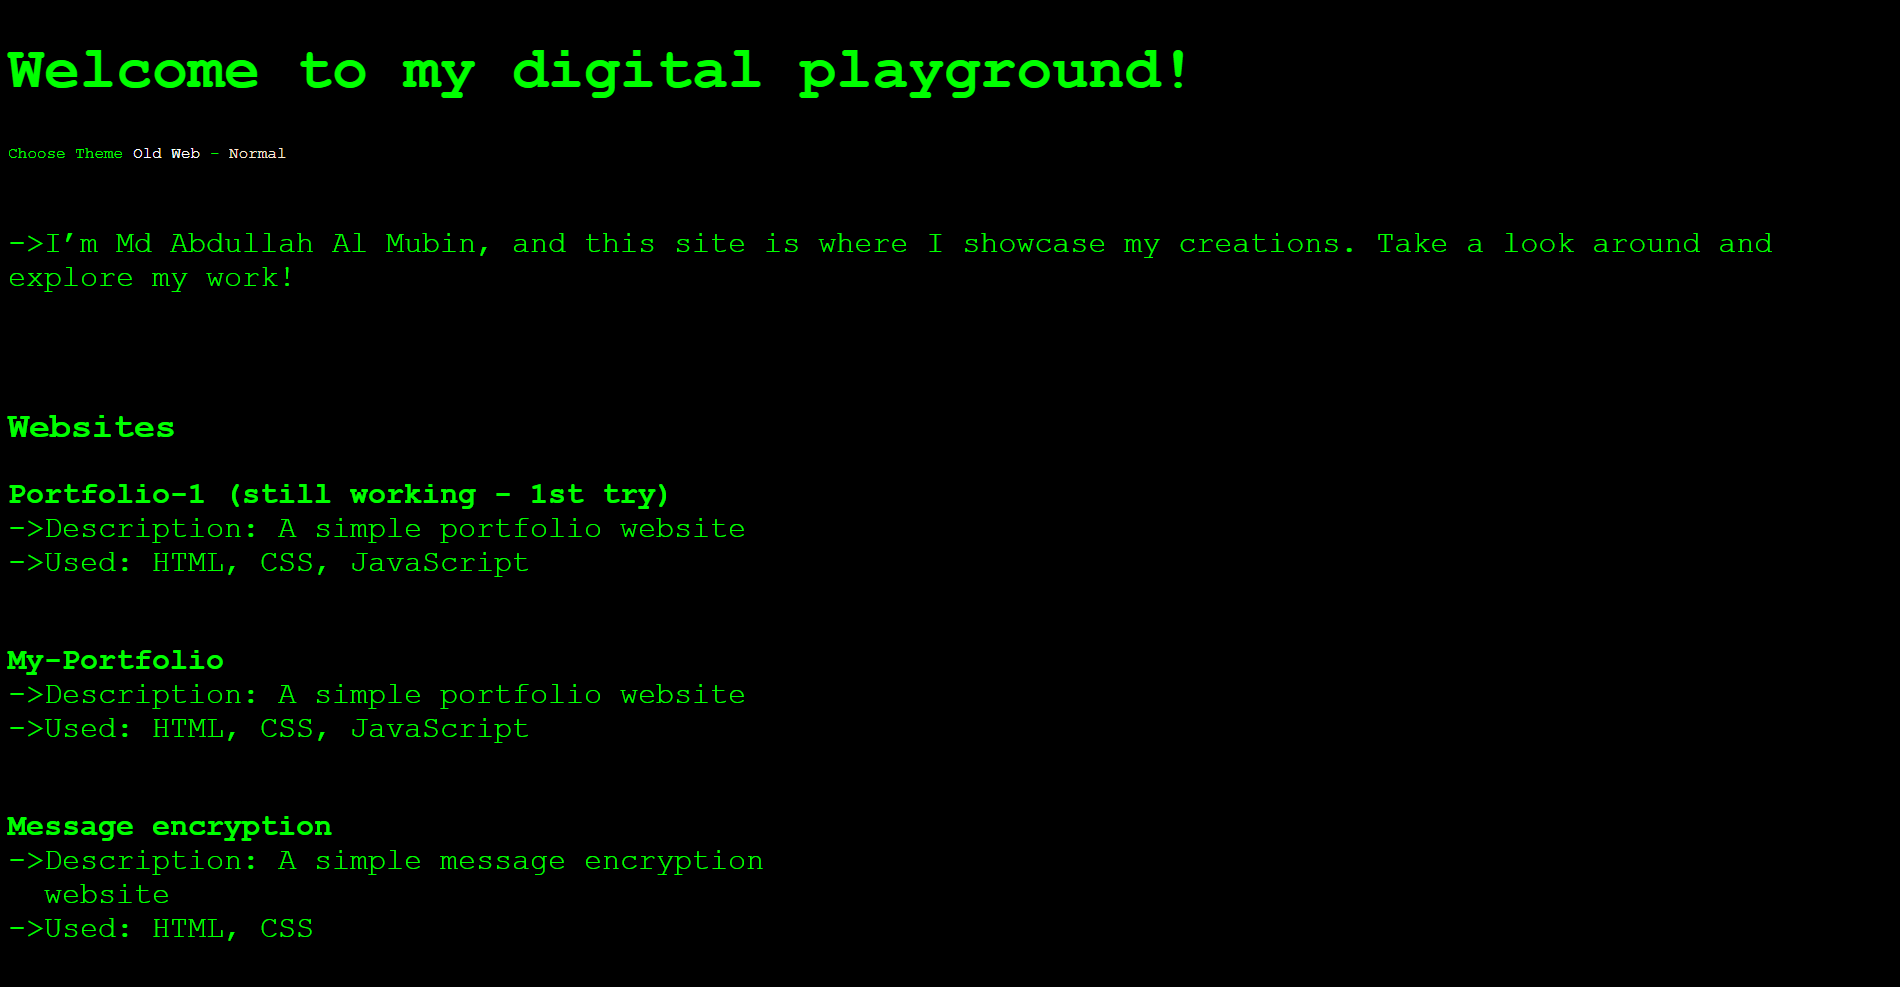 Welcome to my digital playground!
Choose Theme Old Web - Normal
->I’m Md Abdullah Al Mubin, and this site is where I showcase my creations. Take a look around and
explore my work!
Websites
Portfolio-1 (still working - 1st try)
->Description: A simple portfolio website
->Used: HTML, CSS, JavaScript
My-Portfolio
->Description: A simple portfolio website
->Used: HTML, CSS, JavaScript
Message encryption
->Description: A simple message encryption
website
->Used: HTML, CSS